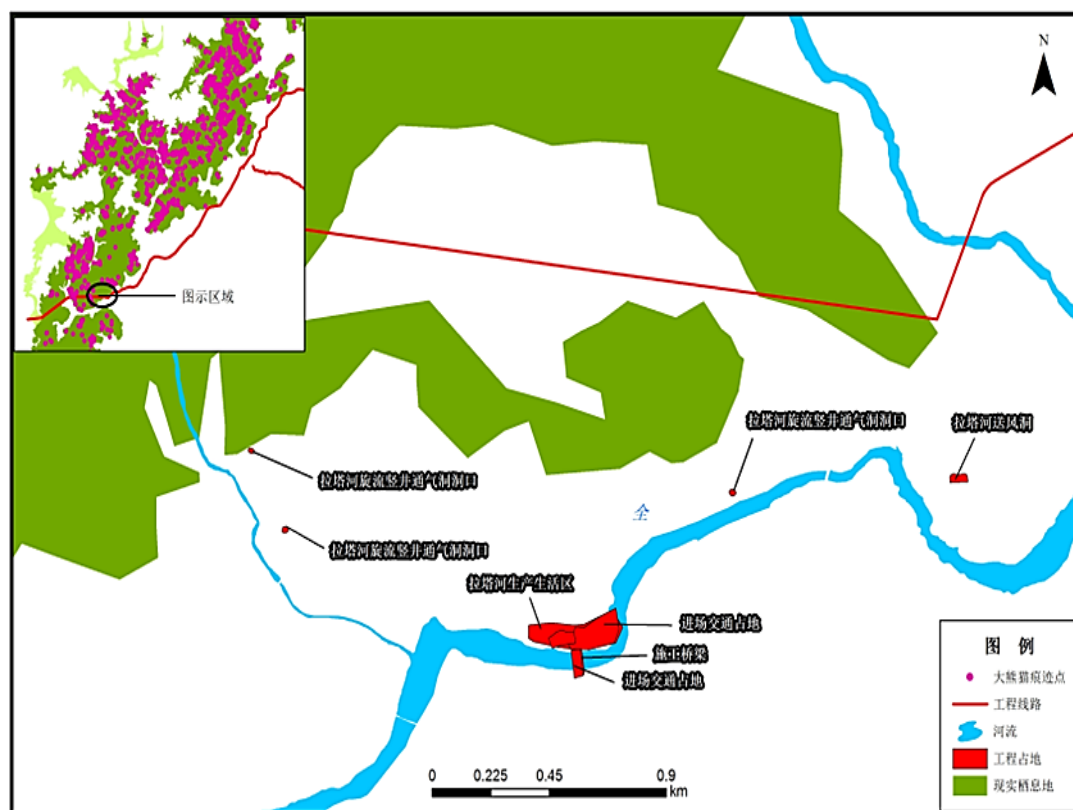 N
图示区域
拉塔河旋流竖井通气洞洞口
拉塔河送风洞
拉塔河旋流竖井通气洞洞口
全
拉塔河旋流竖井通气洞洞口
拉塔河生产生活区
进场交通占地
施工桥梁
进场交通占地
图 例
大熊猫痕迹点
工程线路
河流
工程占地
现实栖息地
0 0.225 0.45 0.9
km